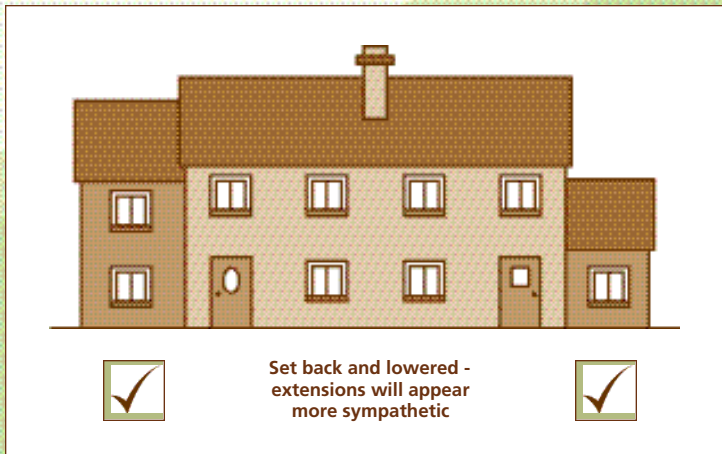 Set back and lowered -
extensions will appear
more sympathetic